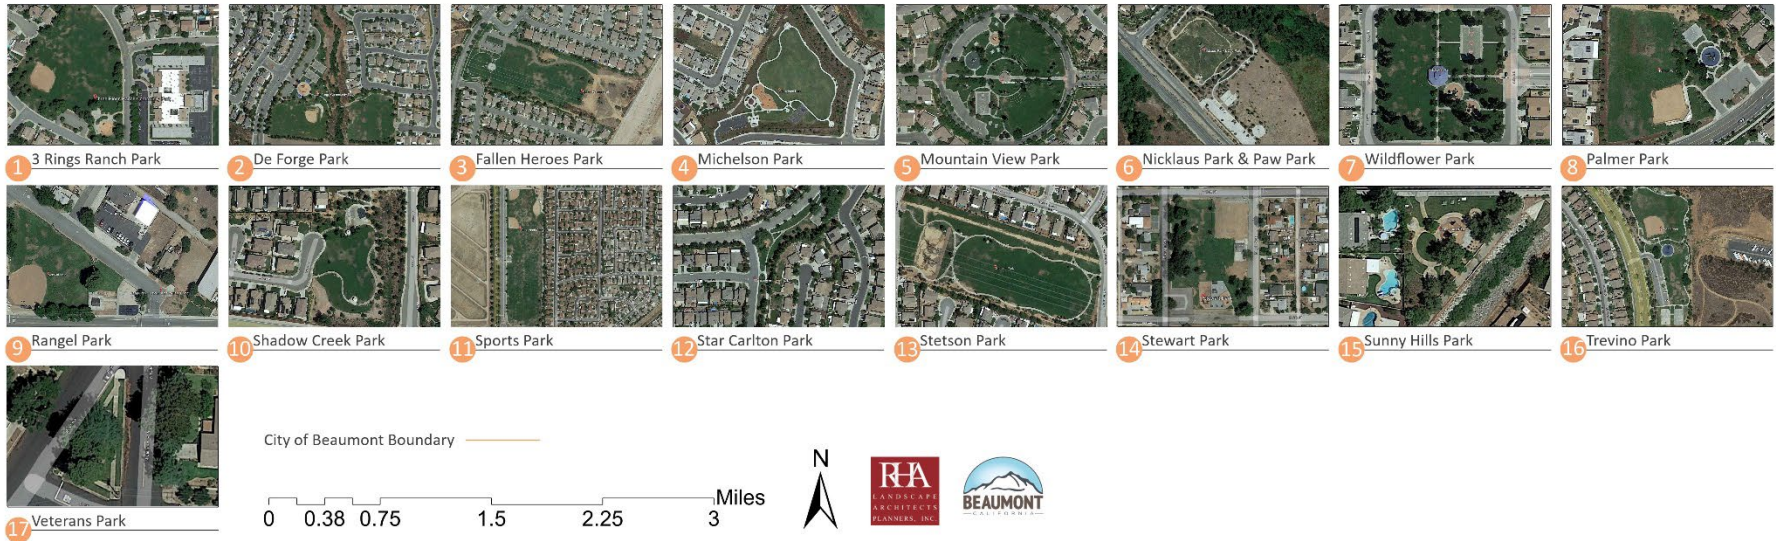 1 3 Rings Ranch Park
2 De Forge Park
3 Fallen Heroes Park
4 Michelson Park
5 Mountain View Park
6 Nicklaus Park & Paw Park
7 Wildflower Park
8 Palmer Park
9 Rangel Park
10 Shadow Creek Park
11 Sports Park
12 Star Carlton Park
13 Stetson Park
14 Stewart Park
15 Sunny Hills Park
16 Trevino Park
17 Veterans Park
City of Beaumont Boundary
Miles
0 0.38 0.75 1.5 2.25 3
N
RHA
LANDSCAPE
ARCHITECTS
PLANNERS, INC.
BEAUMONT
CALIFORNIA